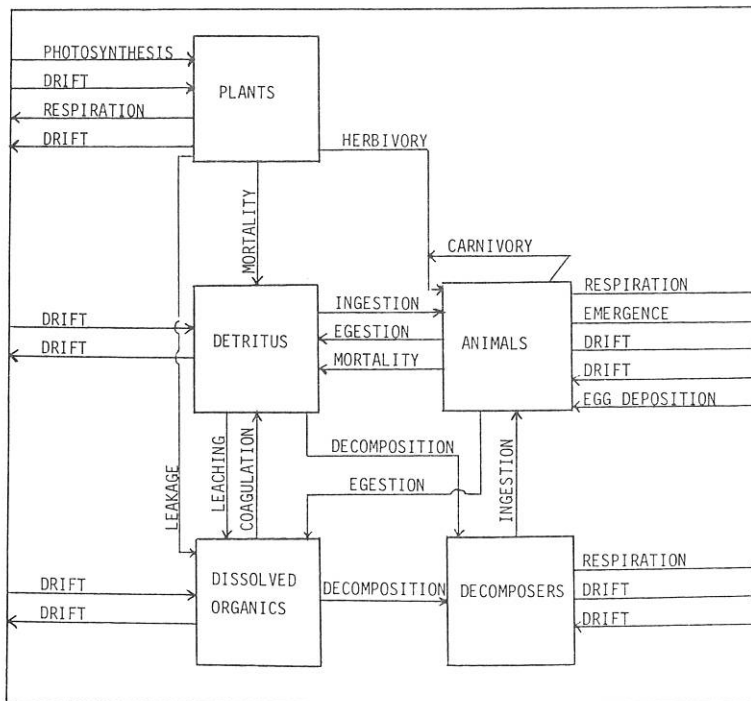 PHOTOSYNTHESIS
DRIFT
PLANTS
RESPIRATION
DRIFT
HERBIVORY
MORTALITY
CARNIVORY
RESPIRATION
INGESTION
EMERGENCE
DRIFT
EGESTION
DETRITUS
ANIMALS
DRIFT
DRIFT
MORTALITY
DRIFT
EGG DEPOSITION
LEAKAGE
LEACHING
COAGULATION
DECOMPOSITION
EGESTION
INGESTION
DRIFT
DISSOLVED
ORGANICS
DECOMPOSITION
DECOMPOSERS
RESPIRATION
DRIFT
DRIFT
DRIFT